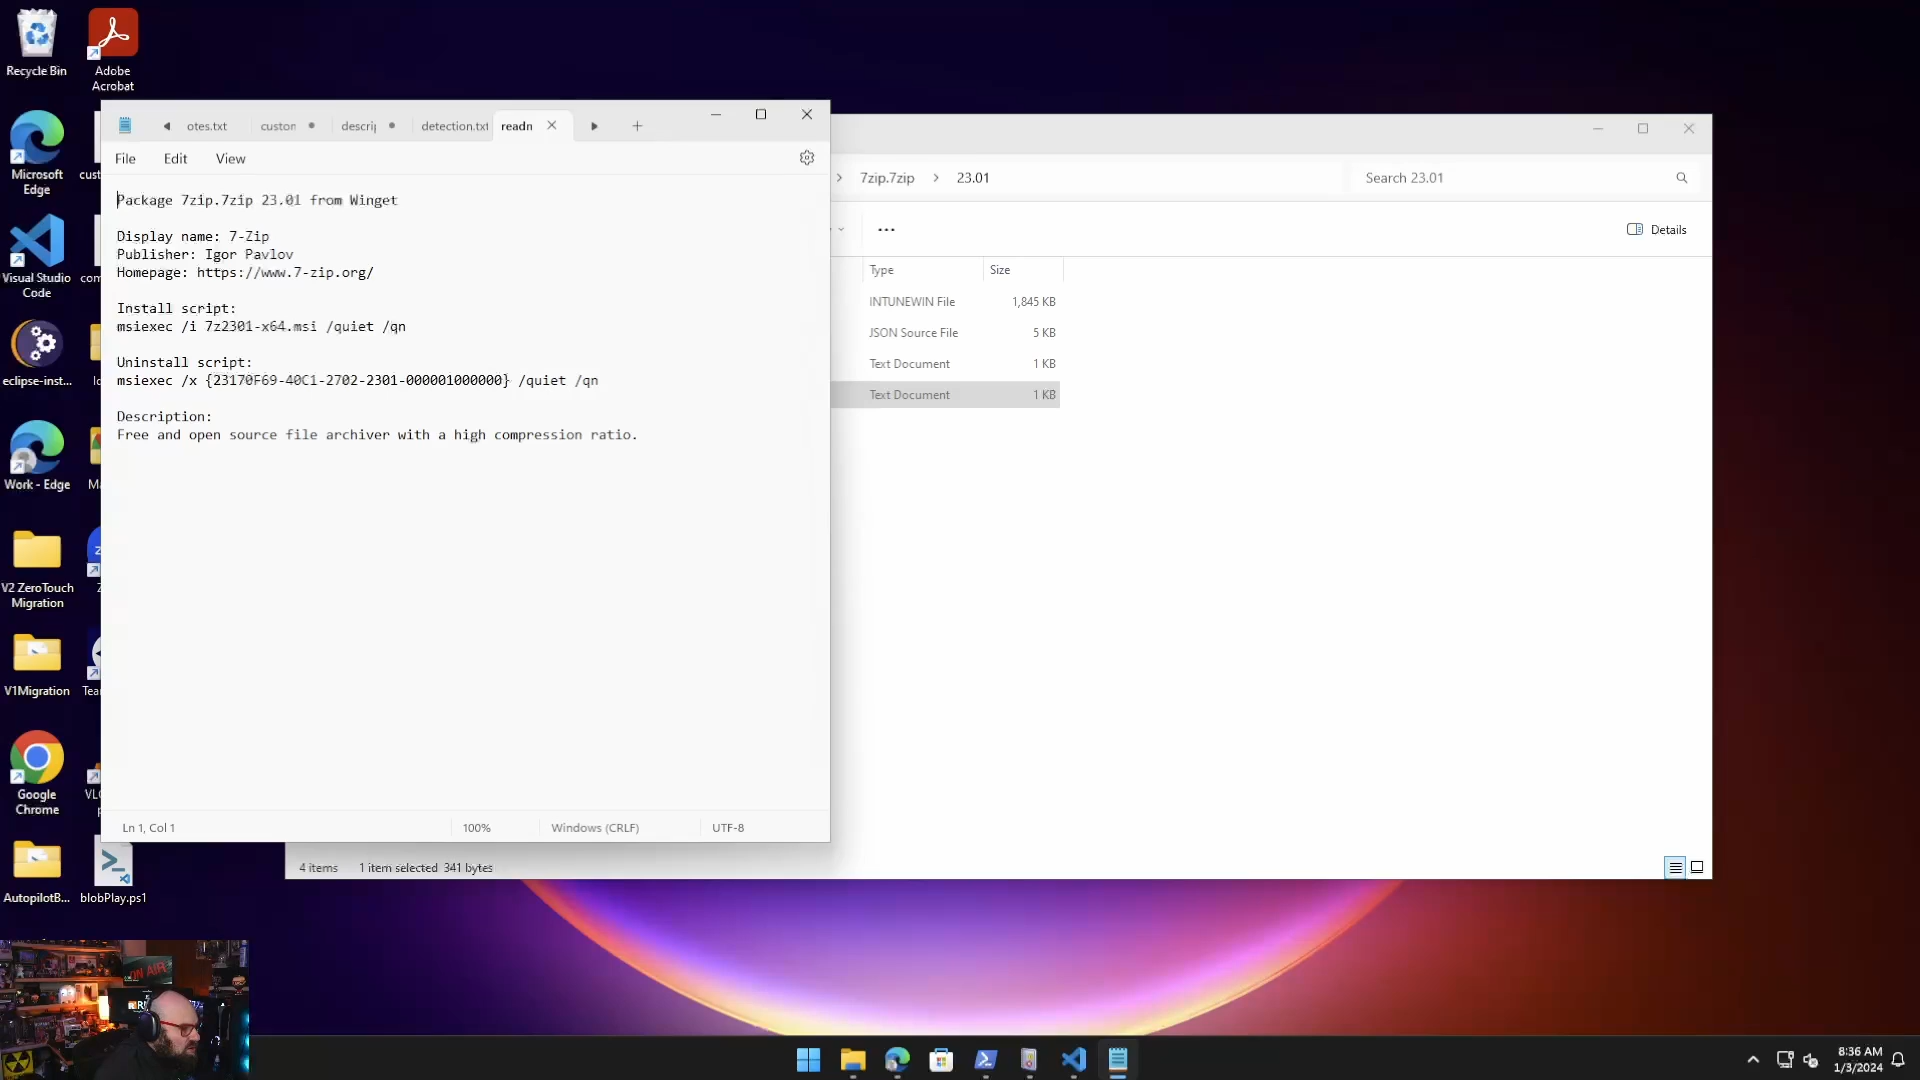 Recycle Bin
Adobe
Acrobat
Microsoft
Edge
Visual Studio
Code
eclipse-inst...
Work - Edge
V2 ZeroTouch
Migration
V1Migration
Google
Chrome
AutopilotB...
blobPlay.ps1
otes.txt
detection.txt
File
Edit
View
Package 7zip.7zip 23.01 from Winget
Display name: 7-Zip
Publisher: Igor Pavlov
Homepage: https://www.7-zip.org/
Install script:
msiexec /i 7z2301-x64.msi /quiet /qn
Uninstall script:
msiexec /x {23170F69-40C1-2702-2301-000001000000} /quiet /qn
Description:
Free and open source file archiver with a high compression ratio.
Ln 1, Col 1
100%
Windows (CRLF)
UTF-8
7zip.7zip > 23.01
Search 23.01
Details
Type
Size
INTUNEWIN File
1,845 KB
JSON Source File
5 KB
Text Document
1 KB
Text Document
1 KB
4 items
1 item selected 341 bytes
ON AIR
8:36 AM
1/3/2024